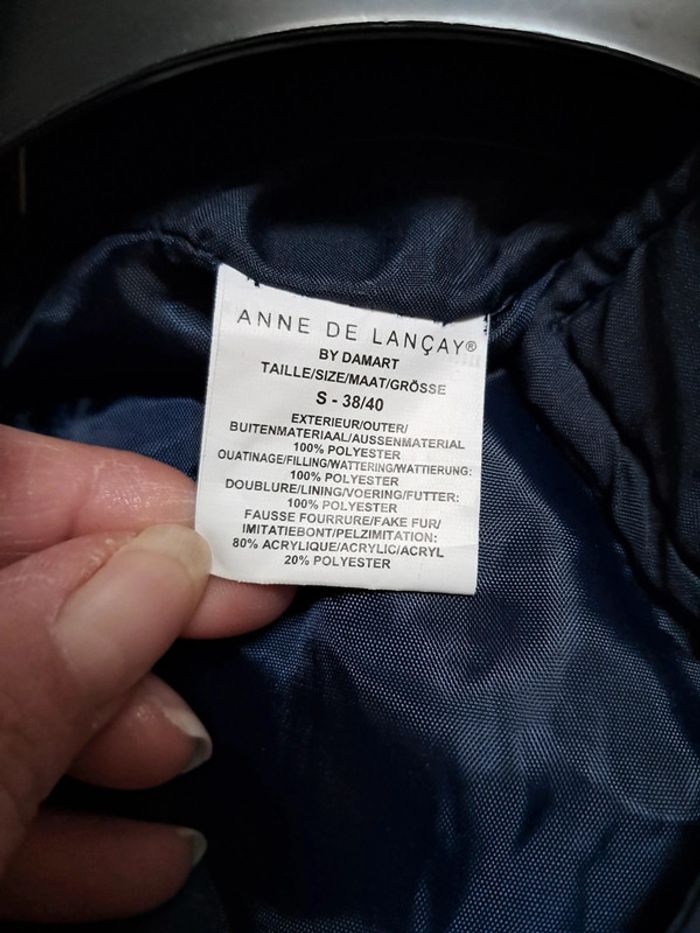 ANNE DE LANÇAY®
BY DAMART
TAILLE/SIZE/MAAT/GRÖSSE
S - 38/40
EXTERIEUR/OUTER/
BUITENMATERIAAL/AUSSENMATERIAL
100% POLYESTER
OUATINAGE/FILLING/WATTERING/WATTIERUNG:
100% POLYESTER
DOUBLURE/LINING/VOERING/FUTTER:
100% POLYESTER
FAUSSE FOURRURE/FAKE FUR/
IMITATIEBONT/PELZIMITATION:
80% ACRYLIQUE/ACRYLIC/ACRYL
20% POLYESTER